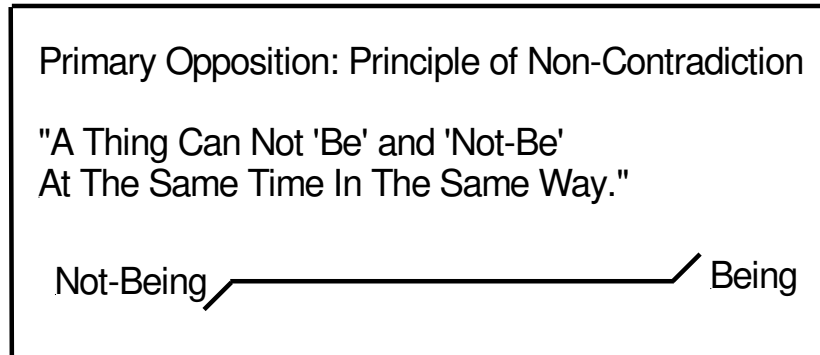 Primary Opposition: Principle of Non-Contradiction
"A Thing Can Not 'Be' and 'Not-Be'
At The Same Time In The Same Way."
Not-Being Being